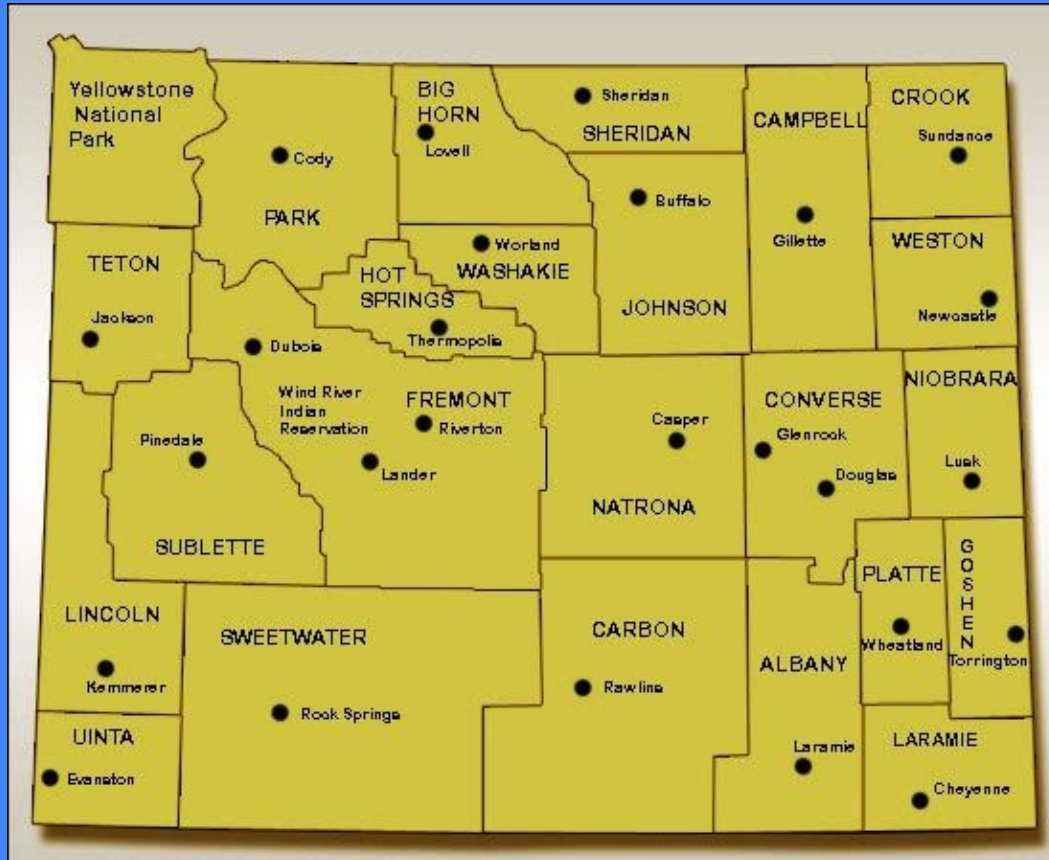 Yellowstone
National
Park
BIG
HORN
Lovell
Sheridan
SHERIDAN
CAMPBELL
CROOK
Sundance
Cody
PARK
Buffalo
Gillette
WESTON
Newcastle
TETON
Jackson
HOT
SPRINGS
Thermopolis
Worland
WASHAKIE
JOHNSON
Dubois
Wind River
Indian
Reservation
FREMONT
Riverton
Lander
Pinedale
SUBLETTE
Casper
NATRONA
CONVERSE
Glenrock
Douglas
NIOBRARA
Lusk
LINCOLN
Kemmerer
SWEETWATER
Rock Springs
CARBON
Rawlins
ALBANY
Laramie
PLATTE
Wheatland
GOSHEN
Torrington
UINTA
Evanston
LARAMIE
Cheyenne